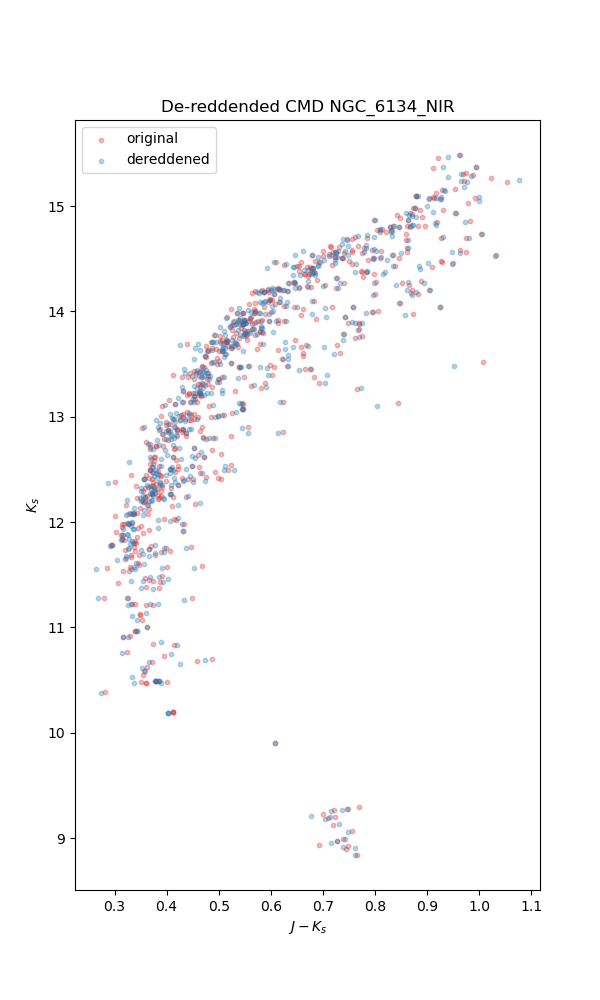 De-reddended CMD NGC_6134_NIR
original
dereddened
15
14
13
12
11
10
9
K_s
0.3 0.4 0.5 0.6 0.7 0.8 0.9 1.0 1.1
J − K_s